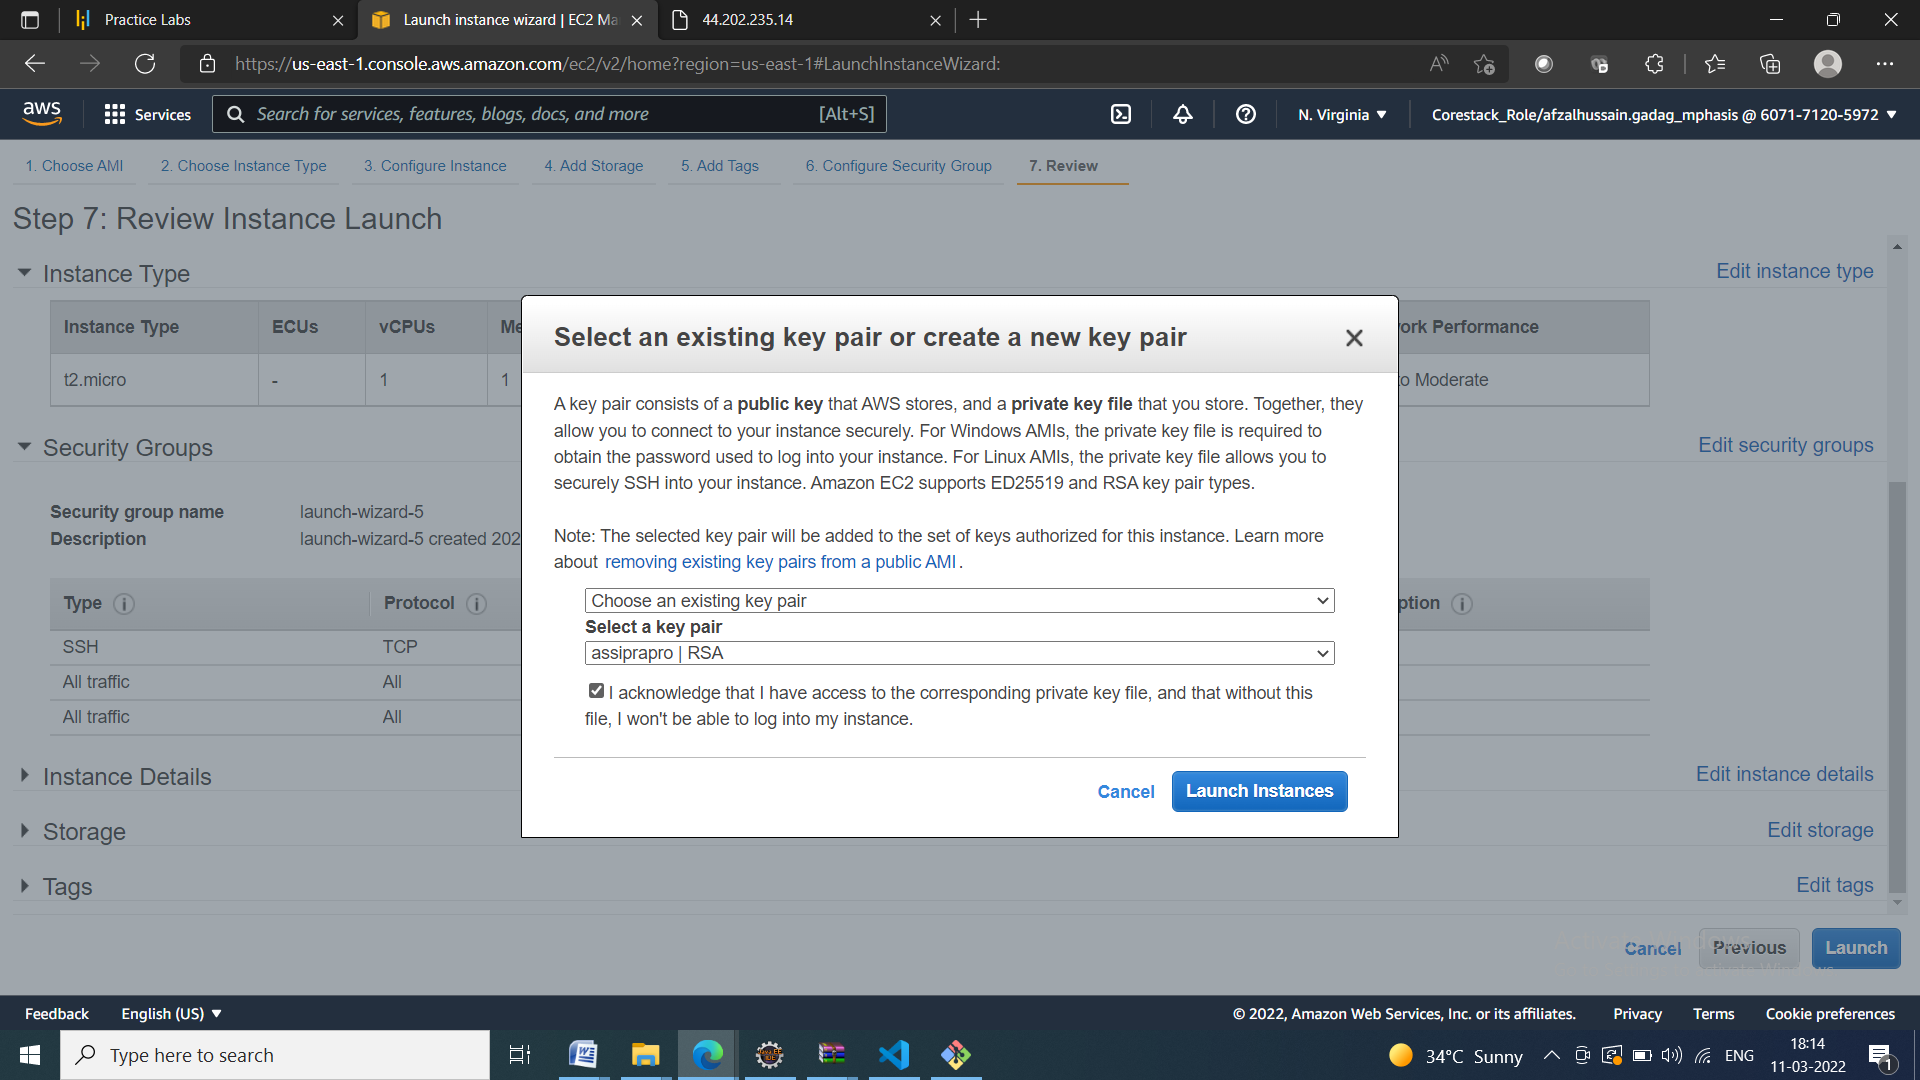 Practice Labs
Launch instance wizard | EC2 Ma
44.202.235.14
https://us-east-1.console.aws.amazon.com/ec2/v2/home?region=us-east-1#LaunchInstanceWizard:
aws
Services
Search for services, features, blogs, docs, and more [Alt+S]
N. Virginia
Corestack_Role/afzalhussain.gadag_mphasis @ 6071-7120-5972
1. Choose AMI
2. Choose Instance Type
3. Configure Instance
4. Add Storage
5. Add Tags
6. Configure Security Group
7. Review
Step 7: Review Instance Launch
Instance Type
Edit instance type
Instance Type ECUs vCPUs Me ork Performance
t2.micro - 1 1 to Moderate
Security Groups
Edit security groups
Security group name launch-wizard-5
Description launch-wizard-5 created 202
Type Protocol ption
SSH TCP
All traffic All
All traffic All
Instance Details
Edit instance details
Storage
Edit storage
Tags
Edit tags
Select an existing key pair or create a new key pair
A key pair consists of a public key that AWS stores, and a private key file that you store. Together, they
allow you to connect to your instance securely. For Windows AMIs, the private key file is required to
obtain the password used to log into your instance. For Linux AMIs, the private key file allows you to
securely SSH into your instance. Amazon EC2 supports ED25519 and RSA key pair types.
Note: The selected key pair will be added to the set of keys authorized for this instance. Learn more
about removing existing key pairs from a public AMI.
Choose an existing key pair
Select a key pair
assiprapro | RSA
I acknowledge that I have access to the corresponding private key file, and that without this
file, I won't be able to log into my instance.
Cancel
Launch Instances
Cancel
Previous
Launch
Feedback
English (US)
© 2022, Amazon Web Services, Inc. or its affiliates.
Privacy
Terms
Cookie preferences
Type here to search
34°C Sunny
ENG
18:14
11-03-2022
1